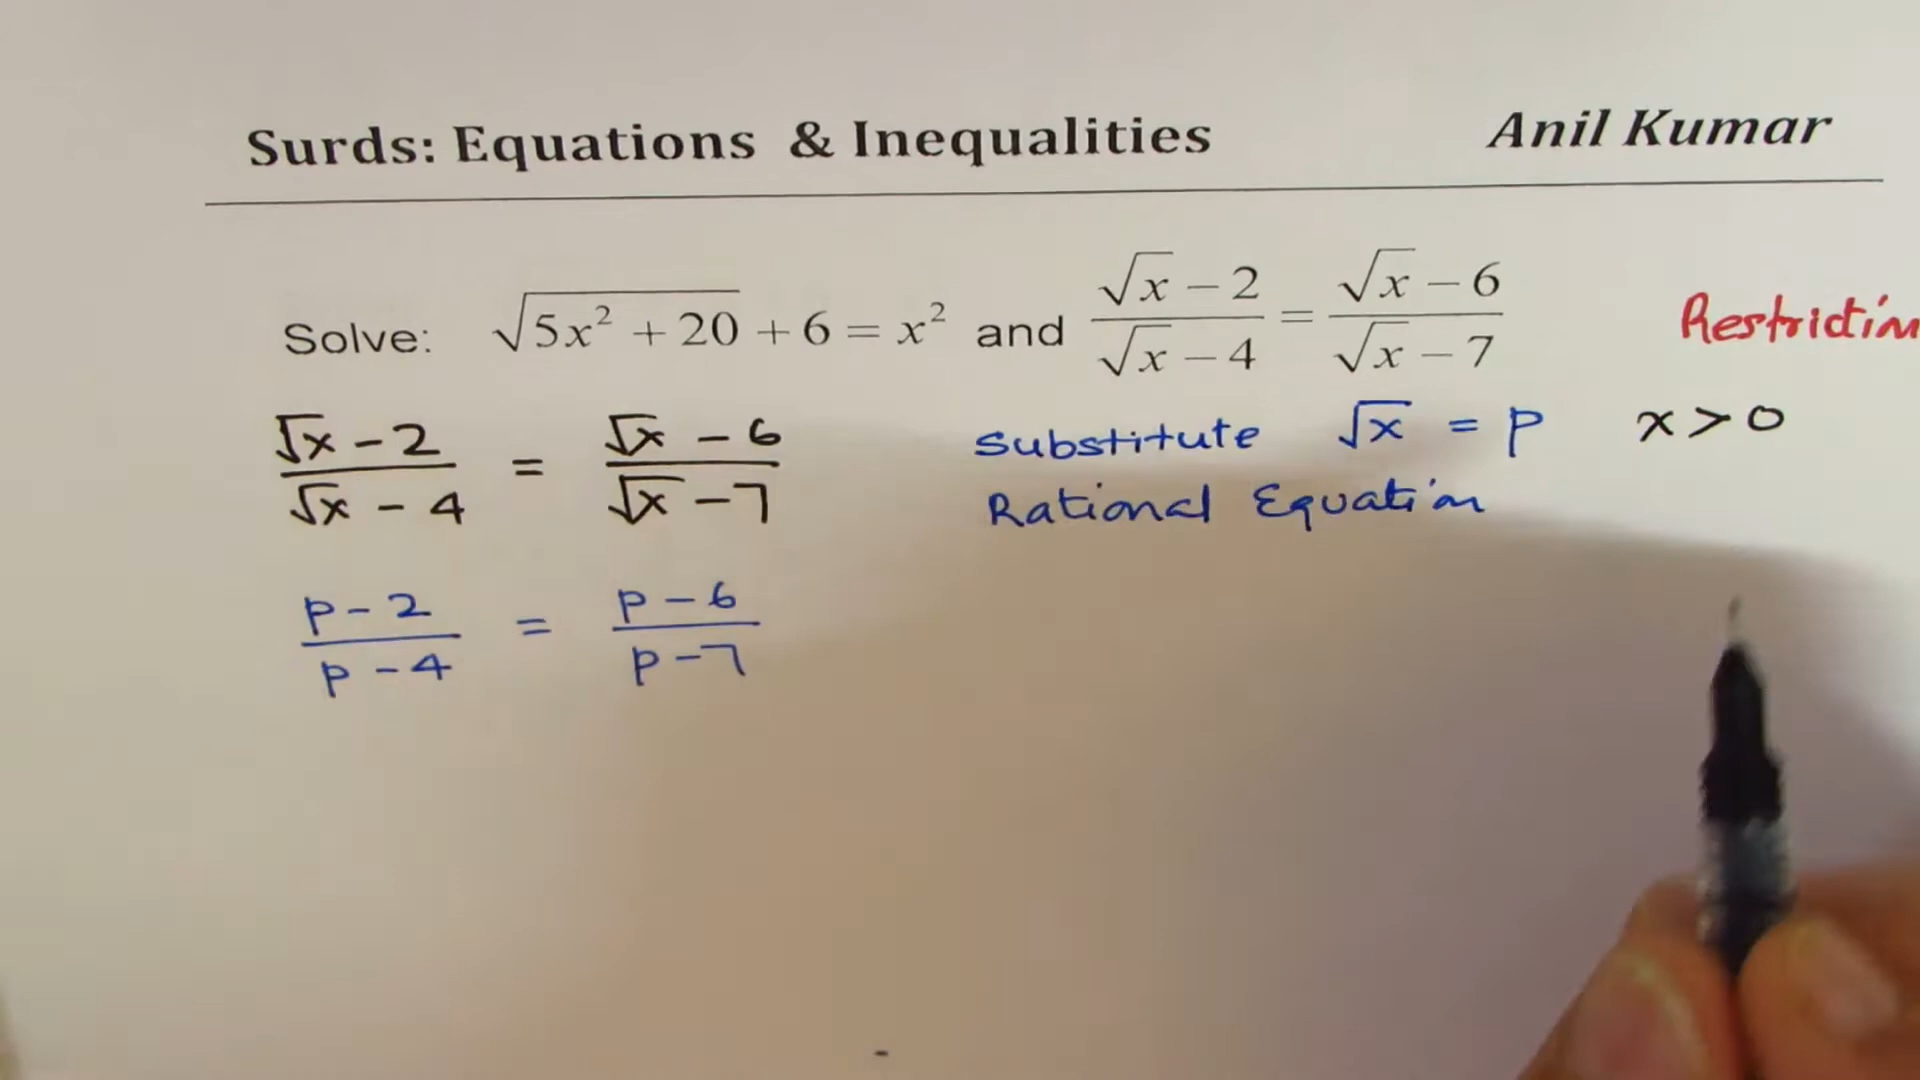 Surds: Equations & Inequalities Anil Kumar
Solve: √(5x² + 20) + 6 = x² and (√x − 2)/(√x − 4) = (√x − 6)/(√x − 7) Restriction
(√x − 2)/(√x − 4) = (√x − 6)/(√x − 7) Substitute √x = p x > 0
Rational Equation
(p − 2)/(p − 4) = (p − 6)/(p − 7)